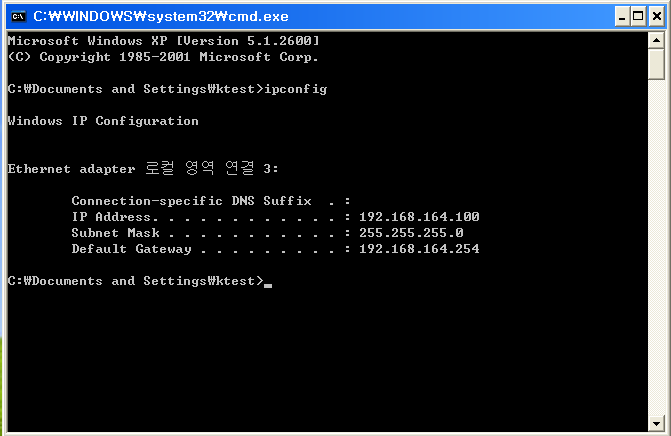 C:₩WINDOWS₩system32₩cmd.exe
Microsoft Windows XP [Version 5.1.2600]
(C) Copyright 1985-2001 Microsoft Corp.
C:₩Documents and Settings₩ktest>ipconfig
Windows IP Configuration
Ethernet adapter 로컬 영역 연결 3:
Connection-specific DNS Suffix  . :
IP Address. . . . . . . . . . . . : 192.168.164.100
Subnet Mask . . . . . . . . . . . : 255.255.255.0
Default Gateway . . . . . . . . . : 192.168.164.254
C:₩Documents and Settings₩ktest>